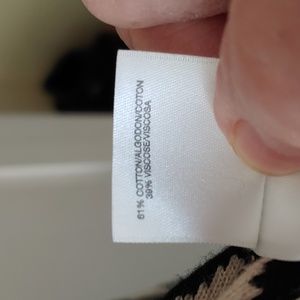 61% COTTON/ALGODON/COTON
39% VISCOSE/VISCOSA